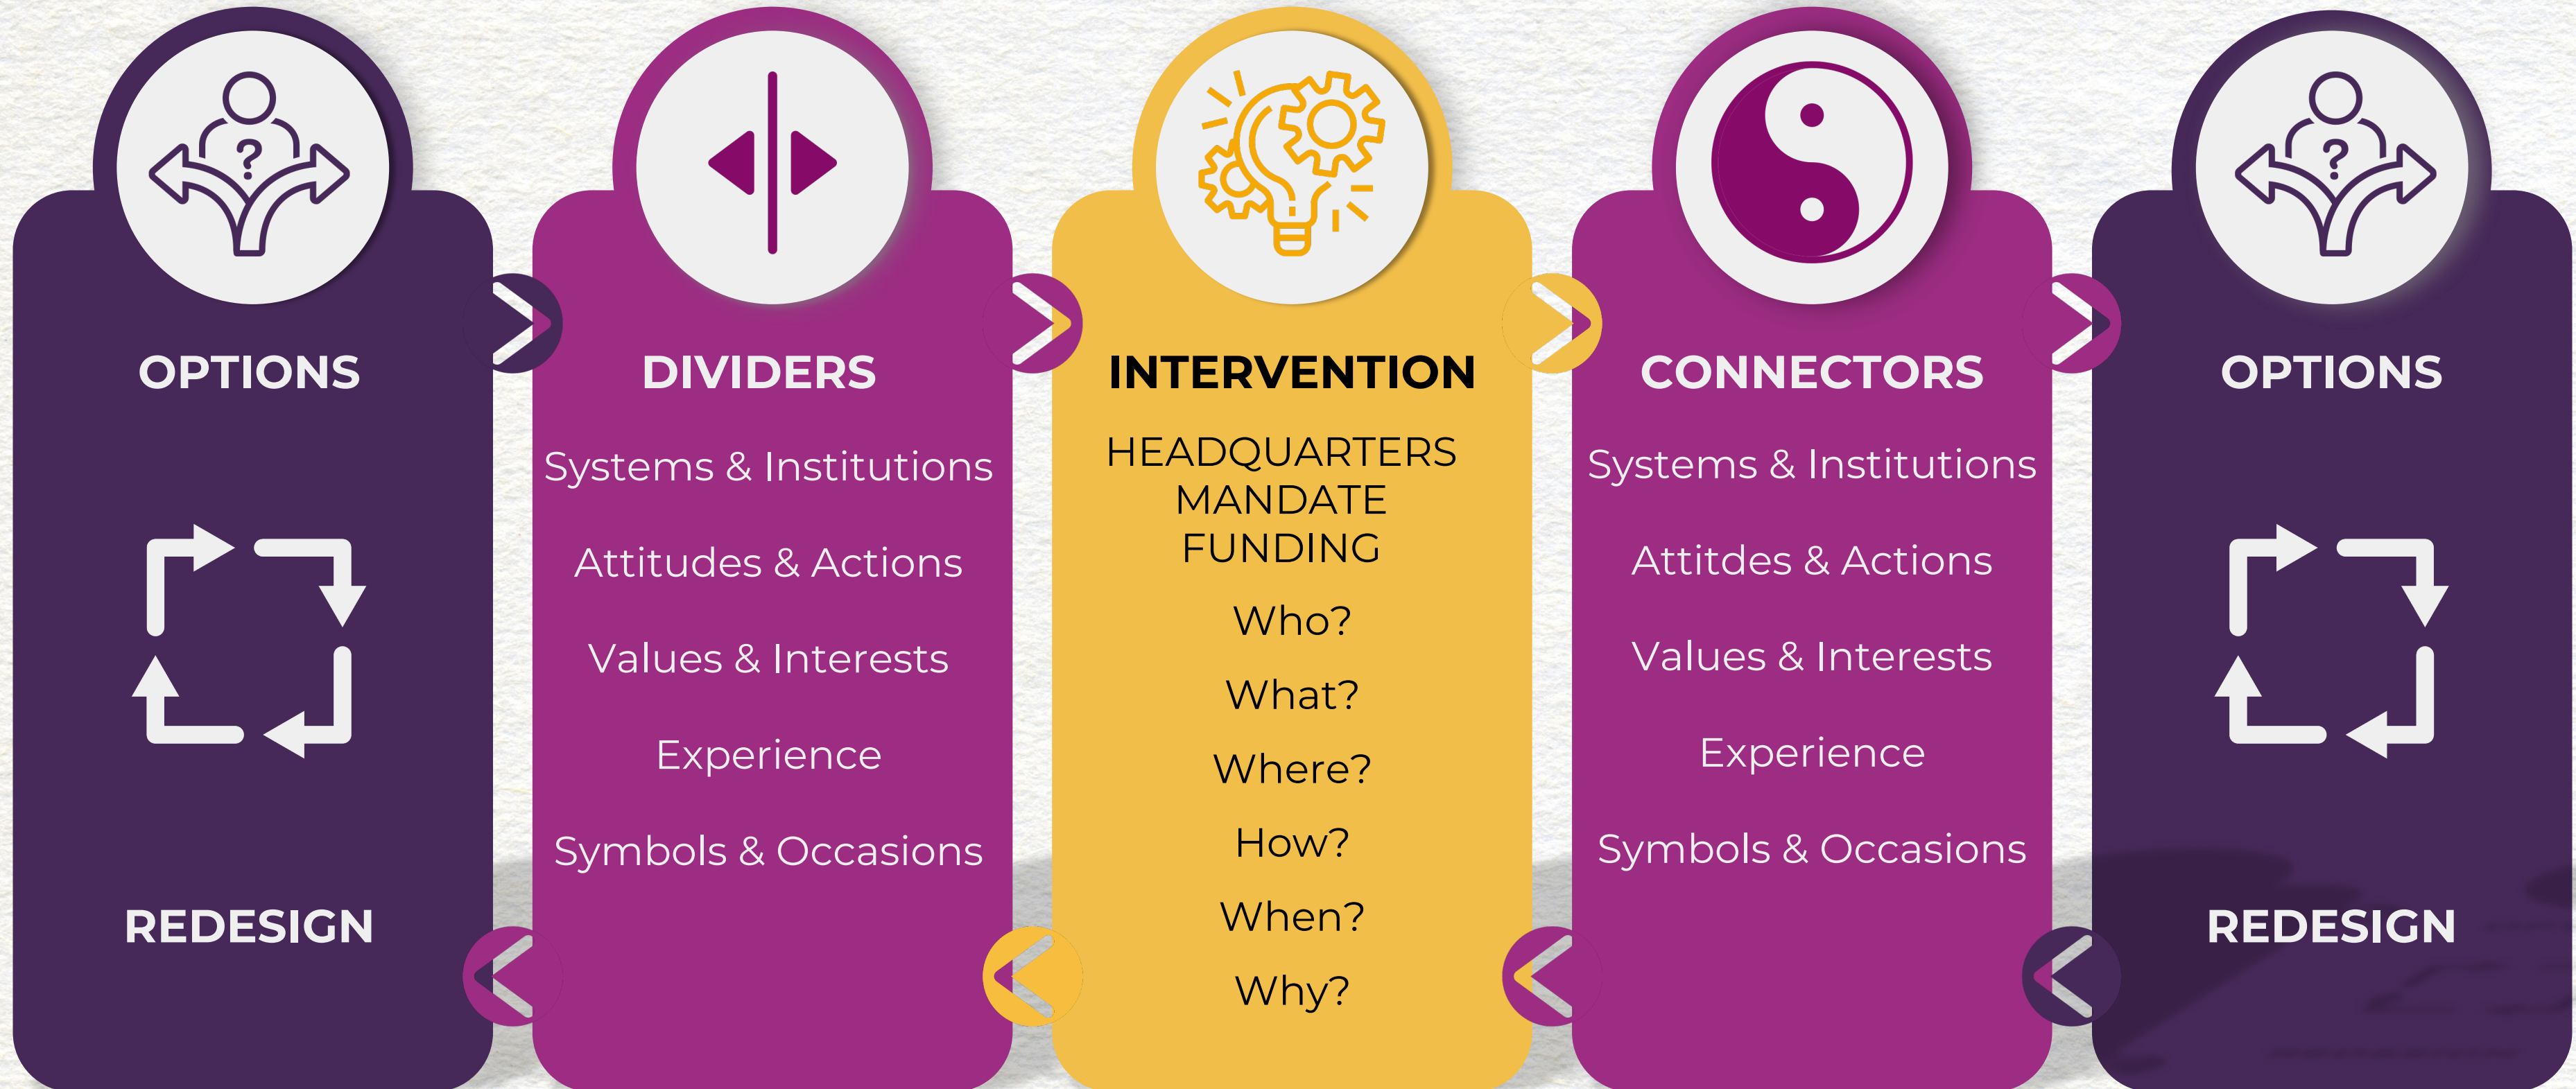 ?
OPTIONS
REDESIGN
DIVIDERS
Systems & Institutions
Attitudes & Actions
Values & Interests
Experience
Symbols & Occasions
INTERVENTION
HEADQUARTERS
MANDATE
FUNDING
Who?
What?
Where?
How?
When?
Why?
CONNECTORS
Systems & Institutions
Attitdes & Actions
Values & Interests
Experience
Symbols & Occasions
?
OPTIONS
REDESIGN